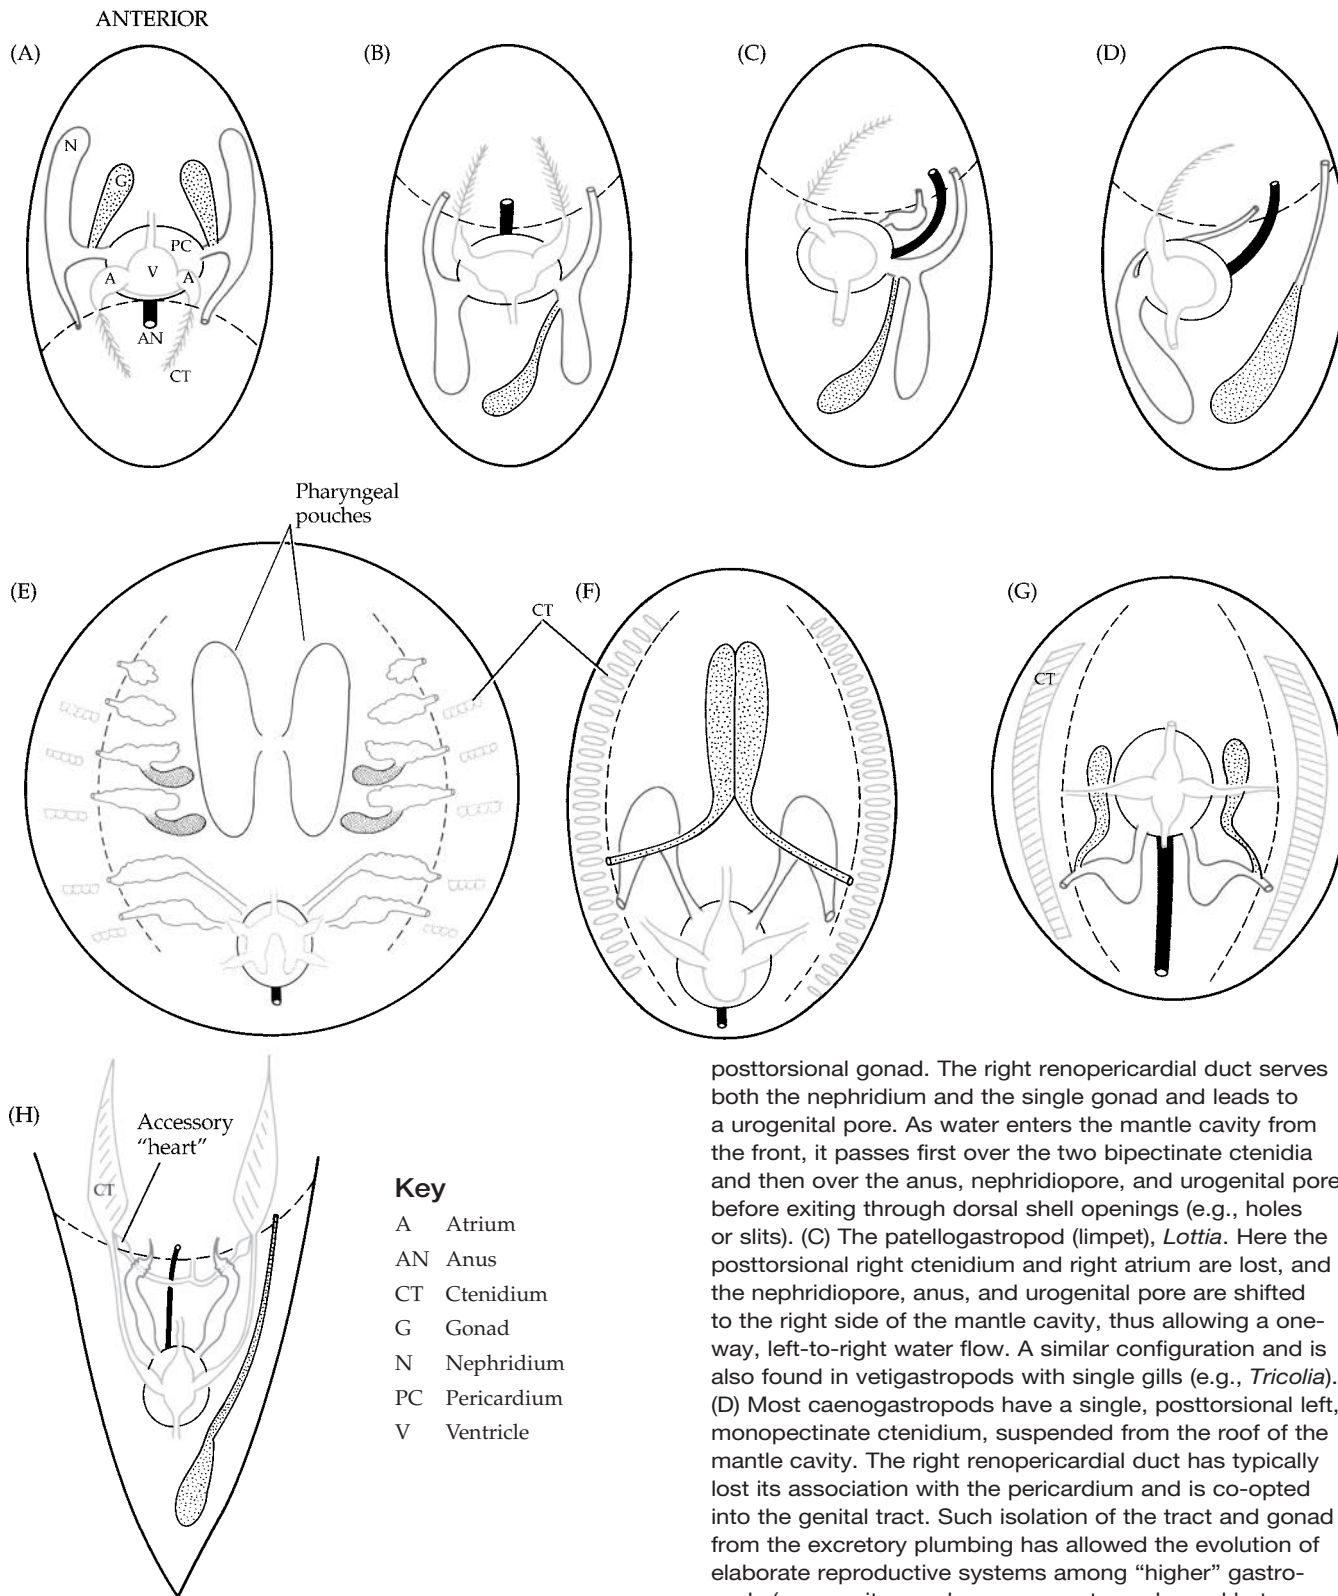 ANTERIOR
(A)
(B)
(C)
(D)
N
G
PC
A
V
A
AN
CT
Pharyngeal
pouches
(E)
CT
(F)
(G)
CT
(H)
Accessory
“heart”
CT
Key
A Atrium
AN Anus
CT Ctenidium
G Gonad
N Nephridium
PC Pericardium
V Ventricle
posttorsional gonad. The right renopericardial duct serves
both the nephridium and the single gonad and leads to
a urogenital pore. As water enters the mantle cavity from
the front, it passes first over the two bipectinate ctenidia
and then over the anus, nephridiopore, and urogenital pore
before exiting through dorsal shell openings (e.g., holes
or slits). (C) The patellogastropod (limpet), Lottia. Here the
posttorsional right ctenidium and right atrium are lost, and
the nephridiopore, anus, and urogenital pore are shifted
to the right side of the mantle cavity, thus allowing a one-
way, left-to-right water flow. A similar configuration and is
also found in vetigastropods with single gills (e.g., Tricolia).
(D) Most caenogastropods have a single, posttorsional left,
monopectinate ctenidium, suspended from the roof of the
mantle cavity. The right renopericardial duct has typically
lost its association with the pericardium and is co-opted
into the genital tract. Such isolation of the tract and gonad
from the excretory plumbing has allowed the evolution of
elaborate reproductive systems among “higher” gastro-